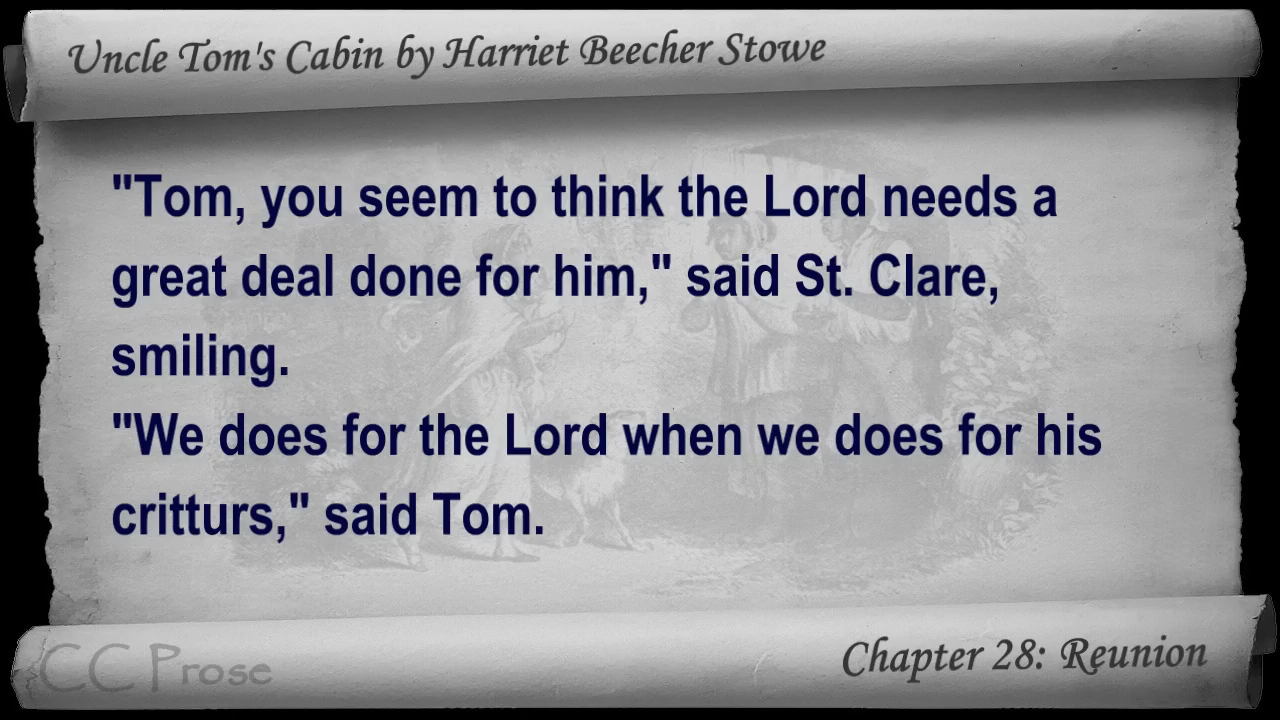 Uncle Tom's Cabin by Harriet Beecher Stowe
"Tom, you seem to think the Lord needs a
great deal done for him," said St. Clare,
smiling.
"We does for the Lord when we does for his
critturs," said Tom.
CC Prose
Chapter 28: Reunion